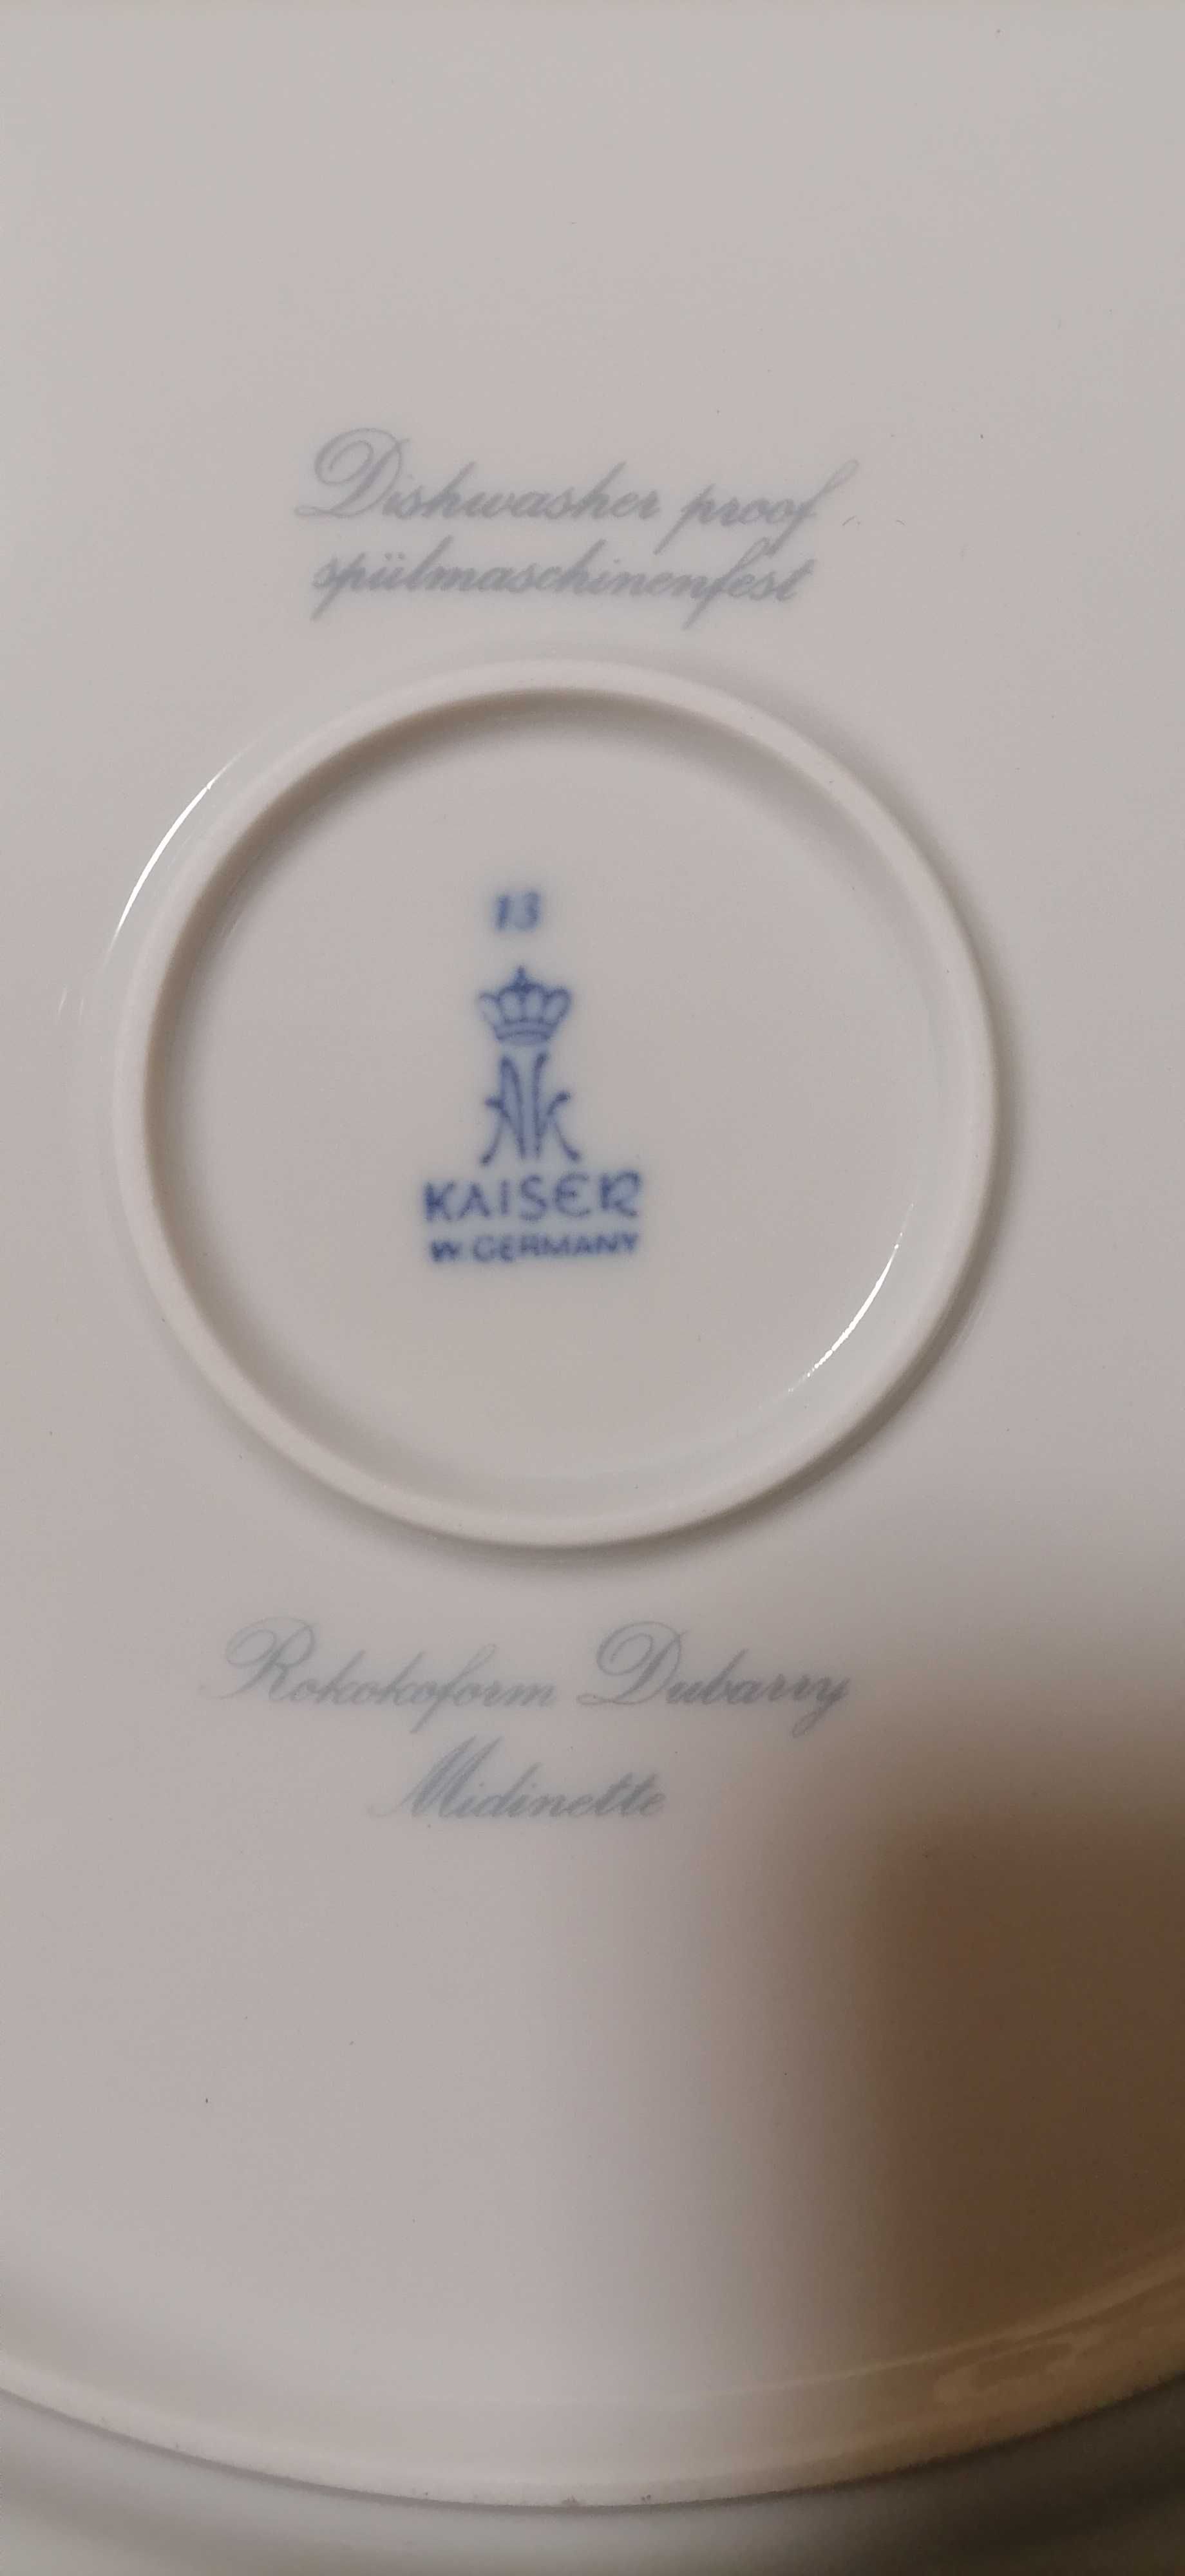 Dishwasher proof
spülmaschinenfest
13
AK
KAISER
W. GERMANY
Rokokoform Dubarry
Midinette